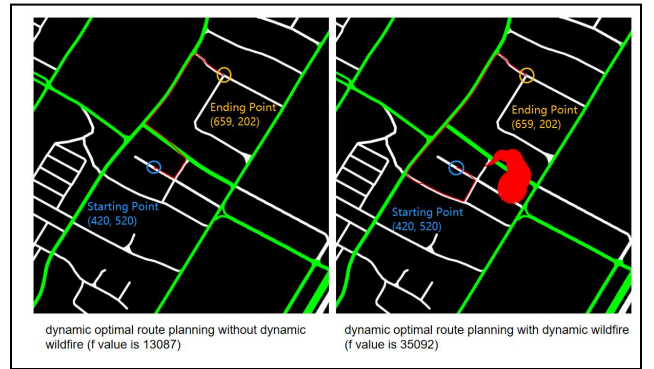 Ending Point
(659, 202)
Starting Point
(420, 520)
dynamic optimal route planning without dynamic
wildfire (f value is 13087)
Ending Point
(659, 202)
Starting Point
(420, 520)
dynamic optimal route planning with dynamic wildfire
(f value is 35092)